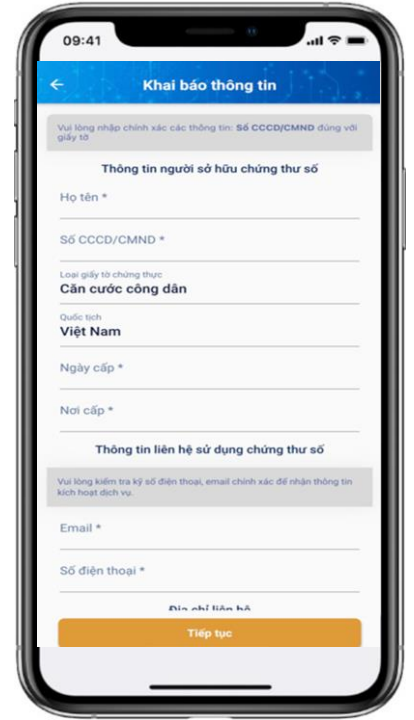 09:41
Khai báo thông tin
Vui lòng nhập chính xác các thông tin: Số CCCD/CMND đúng với
giấy tờ
Thông tin người sở hữu chứng thư số
Họ tên *
Số CCCD/CMND *
Loại giấy tờ chứng thực
Căn cước công dân
Quốc tịch
Việt Nam
Ngày cấp *
Nơi cấp *
Thông tin liên hệ sử dụng chứng thư số
Vui lòng kiểm tra kỹ số điện thoại, email chính xác để nhận thông tin
kích hoạt dịch vụ.
Email *
Số điện thoại *
Địa chỉ liên hệ
Tiếp tục